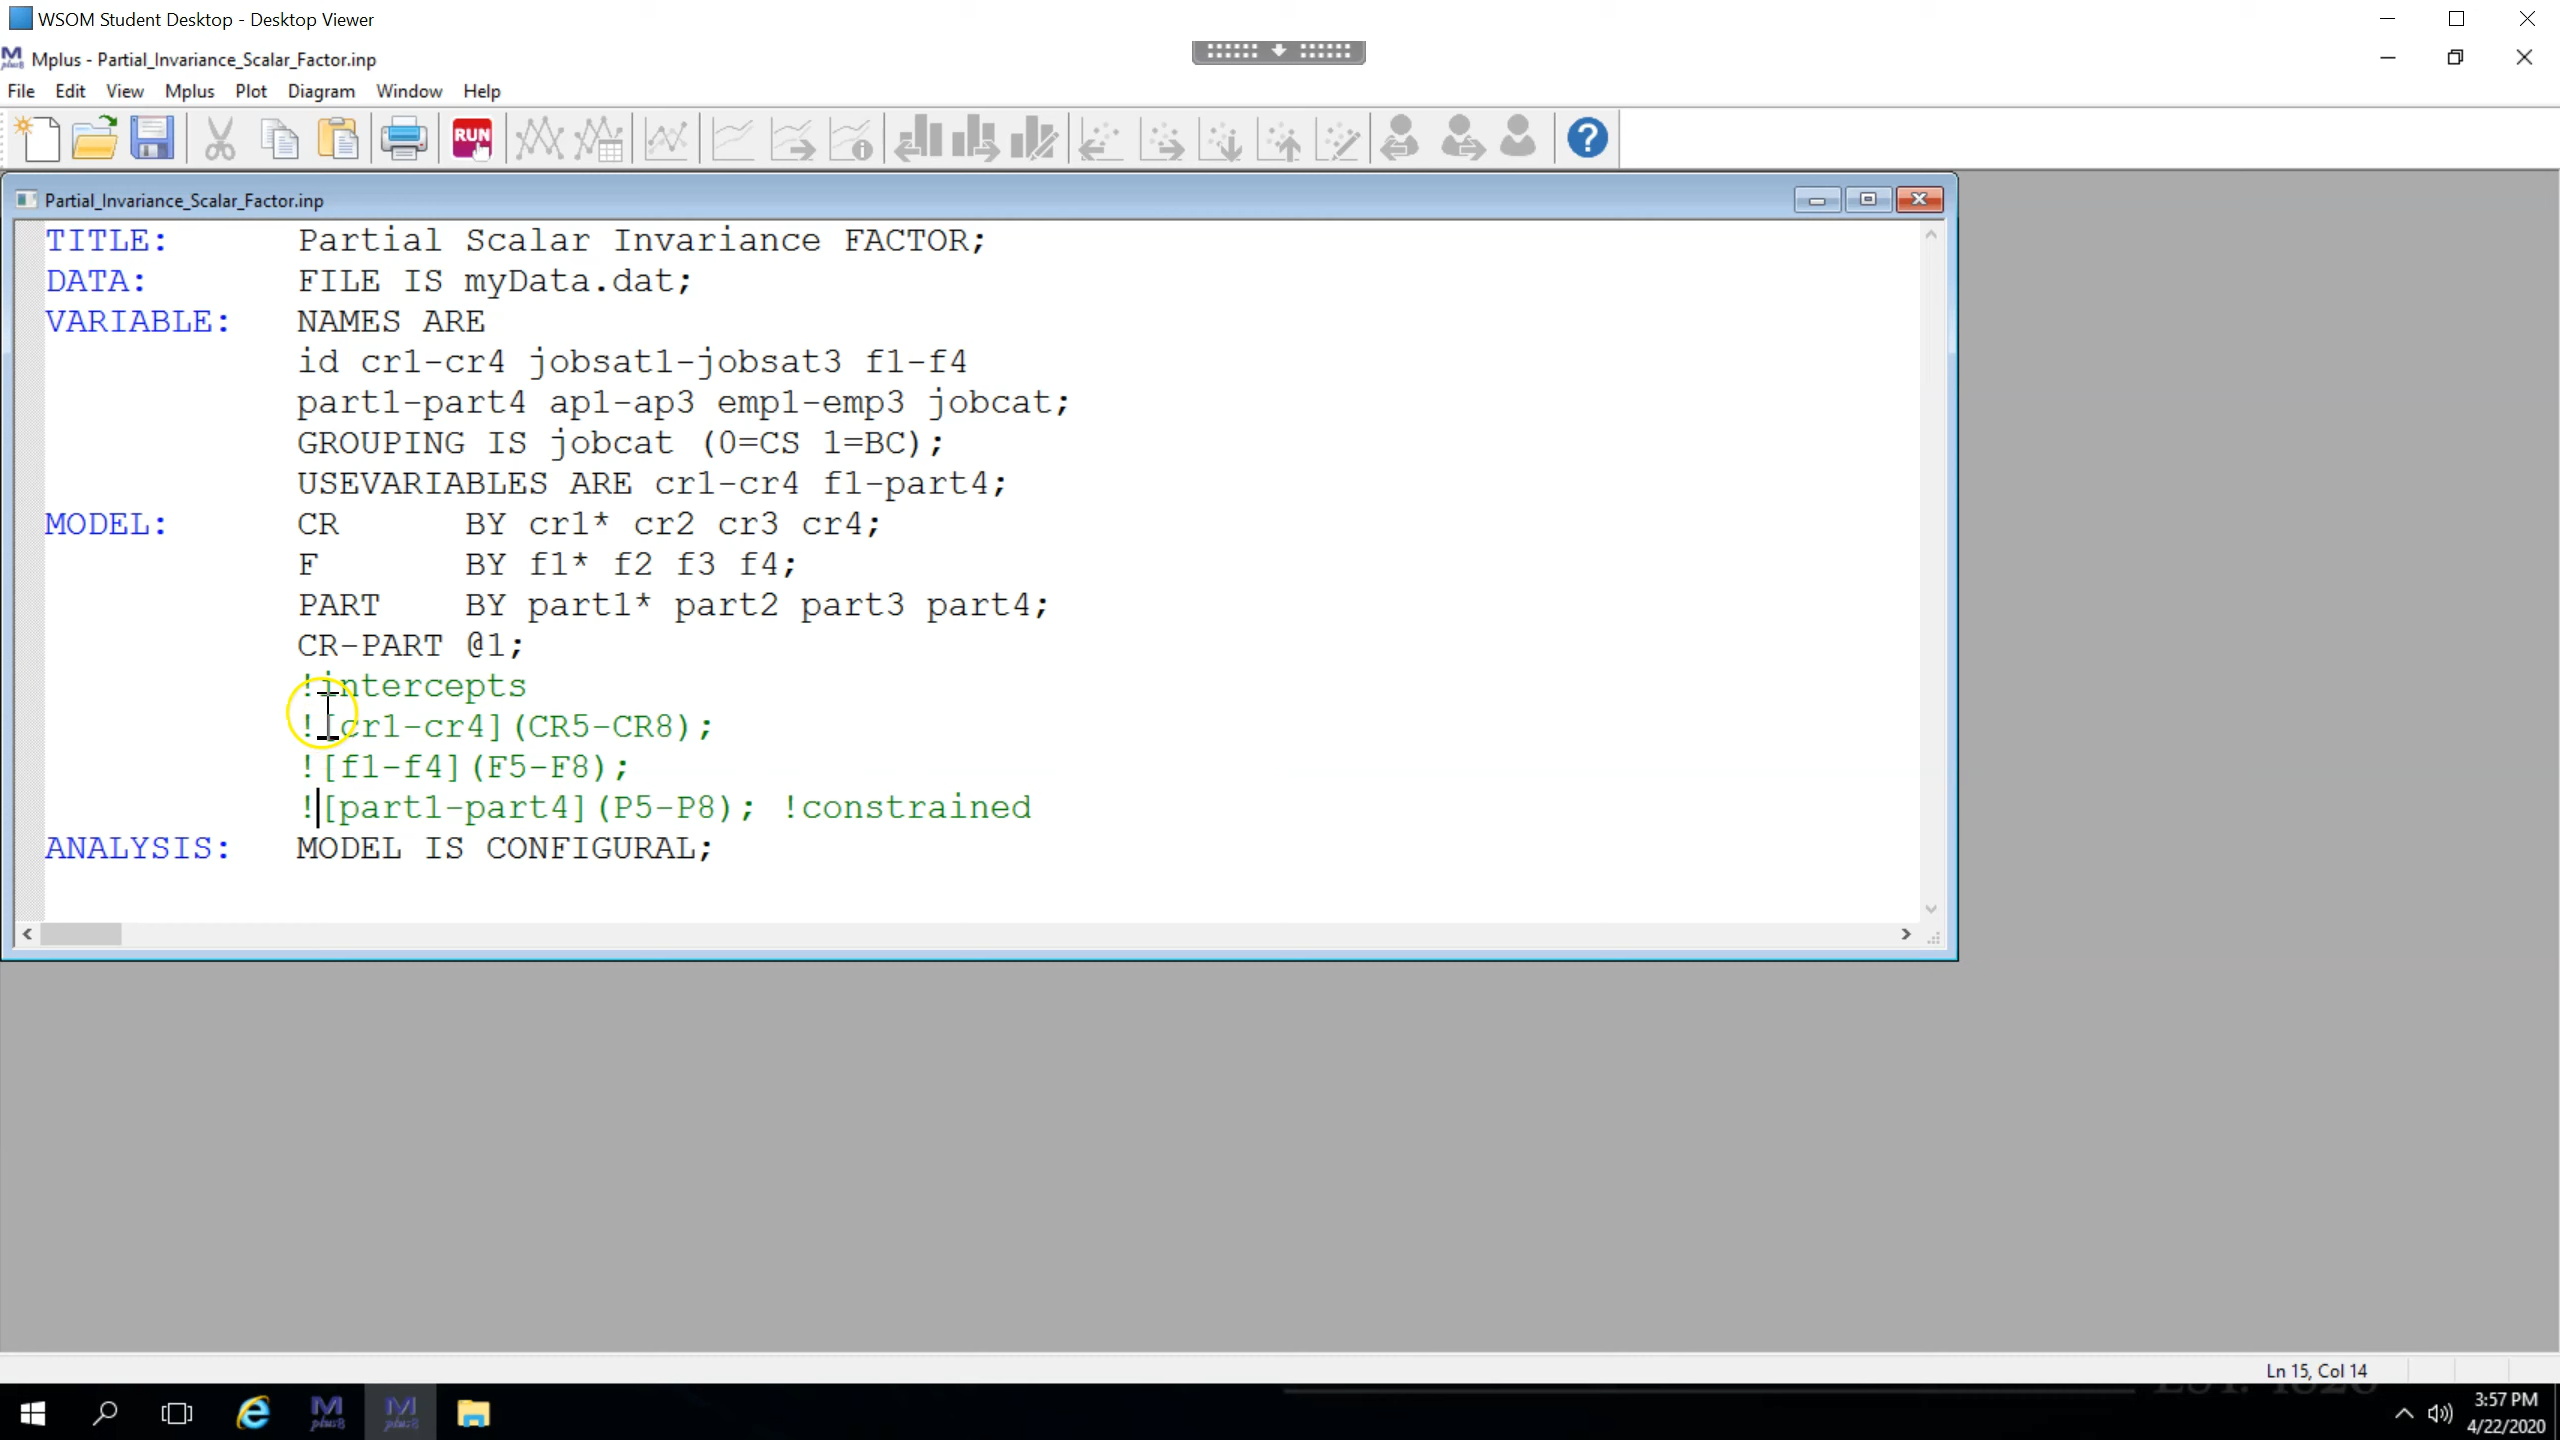 WSOM Student Desktop - Desktop Viewer
Mplus - Partial_Invariance_Scalar_Factor.inp
File Edit View Mplus Plot Diagram Window Help
RUN
Partial_Invariance_Scalar_Factor.inp
TITLE: Partial Scalar Invariance FACTOR;
DATA: FILE IS myData.dat;
VARIABLE: NAMES ARE
id cr1-cr4 jobsat1-jobsat3 f1-f4
part1-part4 ap1-ap3 emp1-emp3 jobcat;
GROUPING IS jobcat (0=CS 1=BC);
USEVARIABLES ARE cr1-cr4 f1-part4;
MODEL: CR BY cr1* cr2 cr3 cr4;
F BY f1* f2 f3 f4;
PART BY part1* part2 part3 part4;
CR-PART @1;
!intercepts
![cr1-cr4](CR5-CR8);
![f1-f4](F5-F8);
![part1-part4](P5-P8); !constrained
ANALYSIS: MODEL IS CONFIGURAL;
Ln 15, Col 14
3:57 PM
4/22/2020